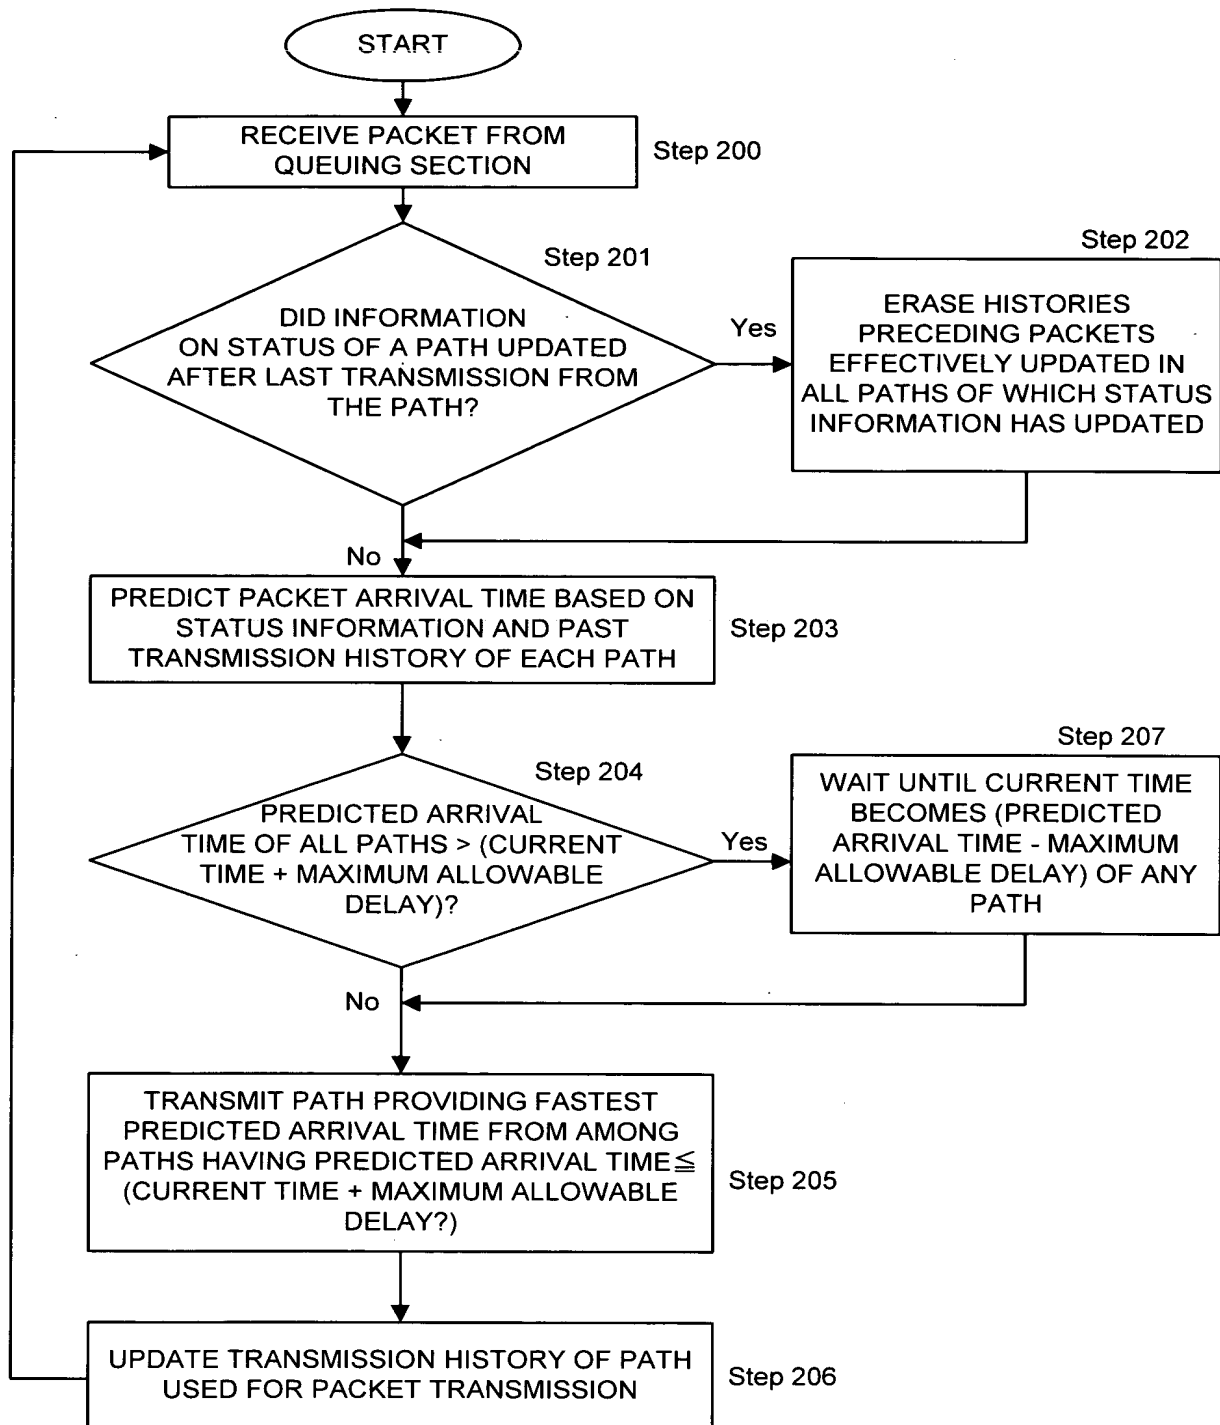 START
RECEIVE PACKET FROM
QUEUING SECTION
Step 200
Step 201
DID INFORMATION
ON STATUS OF A PATH UPDATED
AFTER LAST TRANSMISSION FROM
THE PATH?
Yes
Step 202
ERASE HISTORIES
PRECEDING PACKETS
EFFECTIVELY UPDATED IN
ALL PATHS OF WHICH STATUS
INFORMATION HAS UPDATED
No
PREDICT PACKET ARRIVAL TIME BASED ON
STATUS INFORMATION AND PAST
TRANSMISSION HISTORY OF EACH PATH
Step 203
Step 204
PREDICTED ARRIVAL
TIME OF ALL PATHS > (CURRENT
TIME + MAXIMUM ALLOWABLE
DELAY)?
Yes
Step 207
WAIT UNTIL CURRENT TIME
BECOMES (PREDICTED
ARRIVAL TIME - MAXIMUM
ALLOWABLE DELAY) OF ANY
PATH
No
TRANSMIT PATH PROVIDING FASTEST
PREDICTED ARRIVAL TIME FROM AMONG
PATHS HAVING PREDICTED ARRIVAL TIME≦
(CURRENT TIME + MAXIMUM ALLOWABLE
DELAY?)
Step 205
UPDATE TRANSMISSION HISTORY OF PATH
USED FOR PACKET TRANSMISSION
Step 206